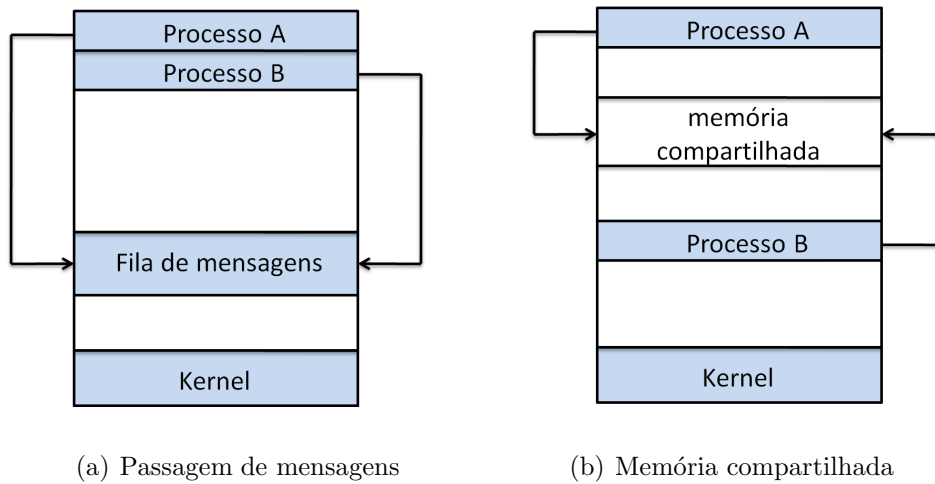 Processo A
Processo B
Fila de mensagens
Kernel
(a) Passagem de mensagens
Processo A
memória
compartilhada
Processo B
Kernel
(b) Memória compartilhada